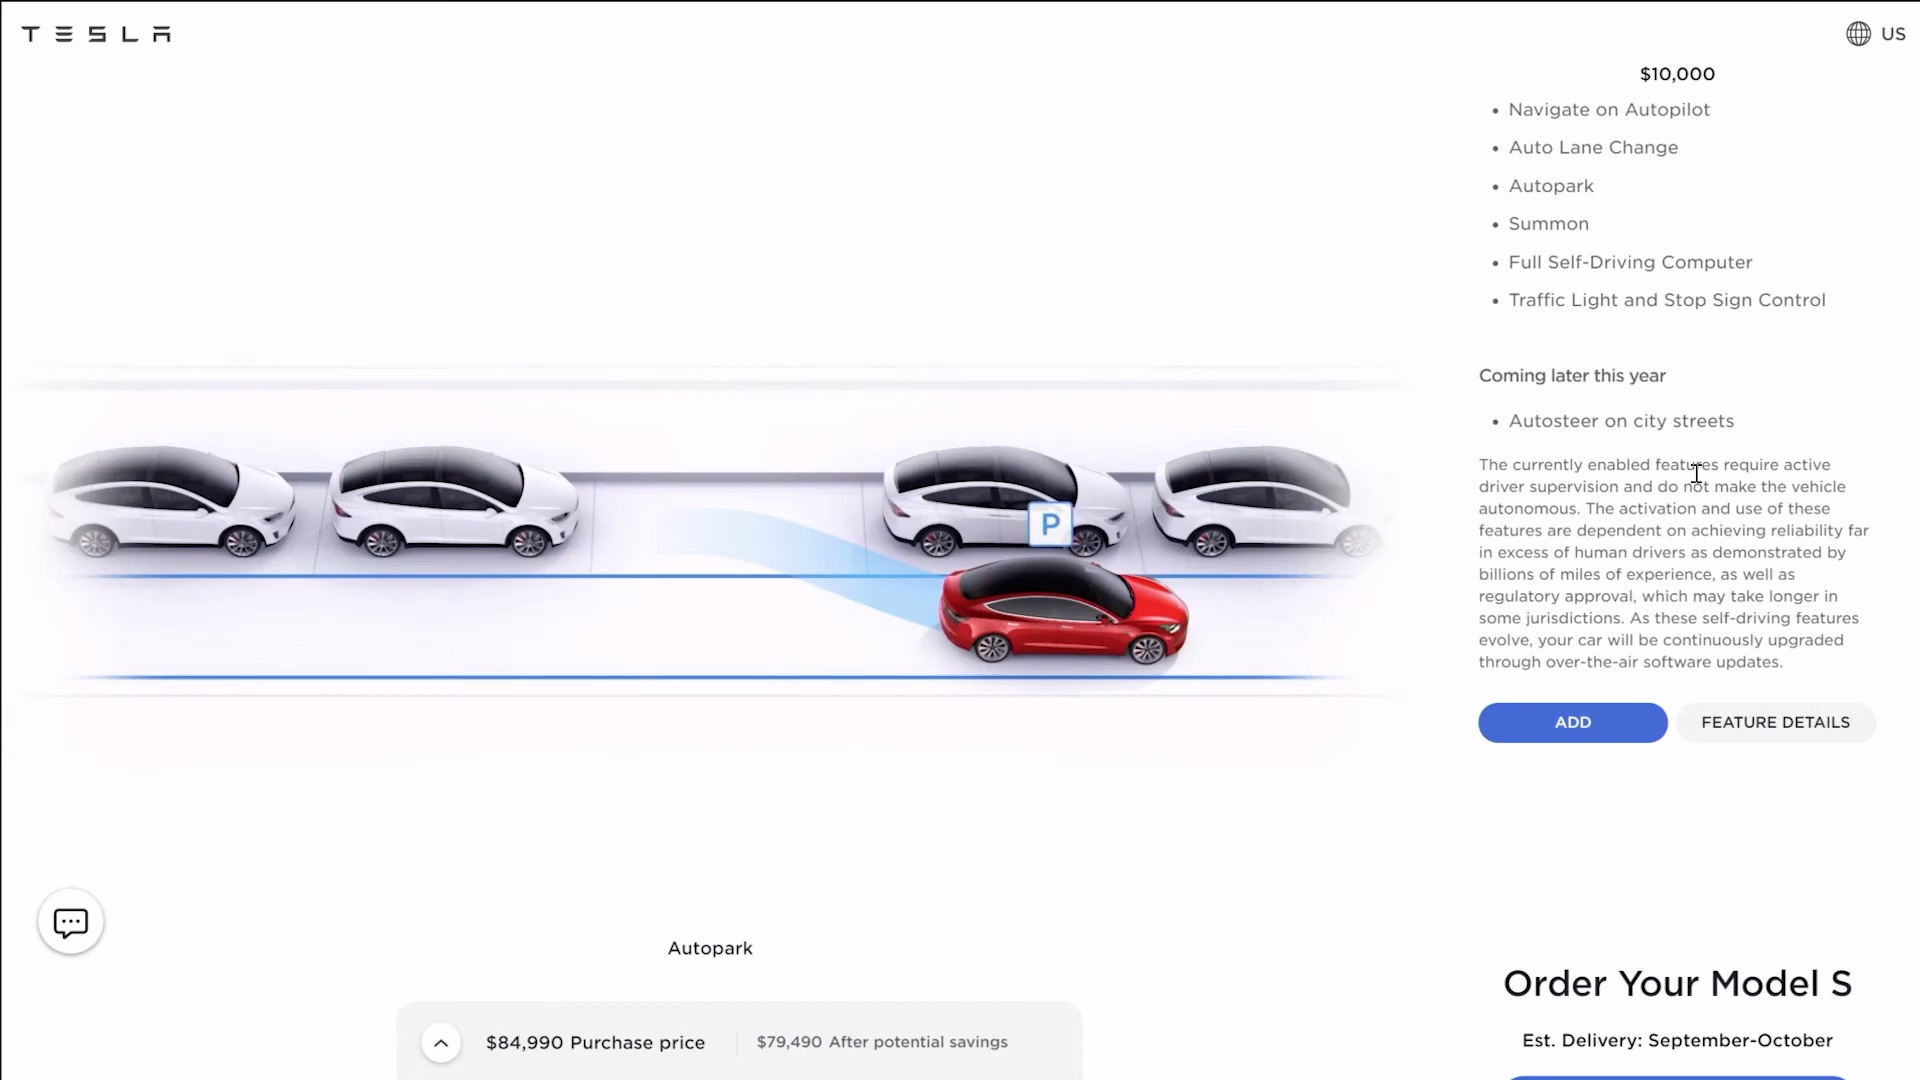 TESLA
US
$10,000
• Navigate on Autopilot
• Auto Lane Change
• Autopark
• Summon
• Full Self-Driving Computer
• Traffic Light and Stop Sign Control
Coming later this year
• Autosteer on city streets
The currently enabled features require active
driver supervision and do not make the vehicle
autonomous. The activation and use of these
features are dependent on achieving reliability far
in excess of human drivers as demonstrated by
billions of miles of experience, as well as
regulatory approval, which may take longer in
some jurisdictions. As these self-driving features
evolve, your car will be continuously upgraded
through over-the-air software updates.
ADD
FEATURE DETAILS
P
Autopark
$84,990 Purchase price
$79,490 After potential savings
Order Your Model S
Est. Delivery: September-October